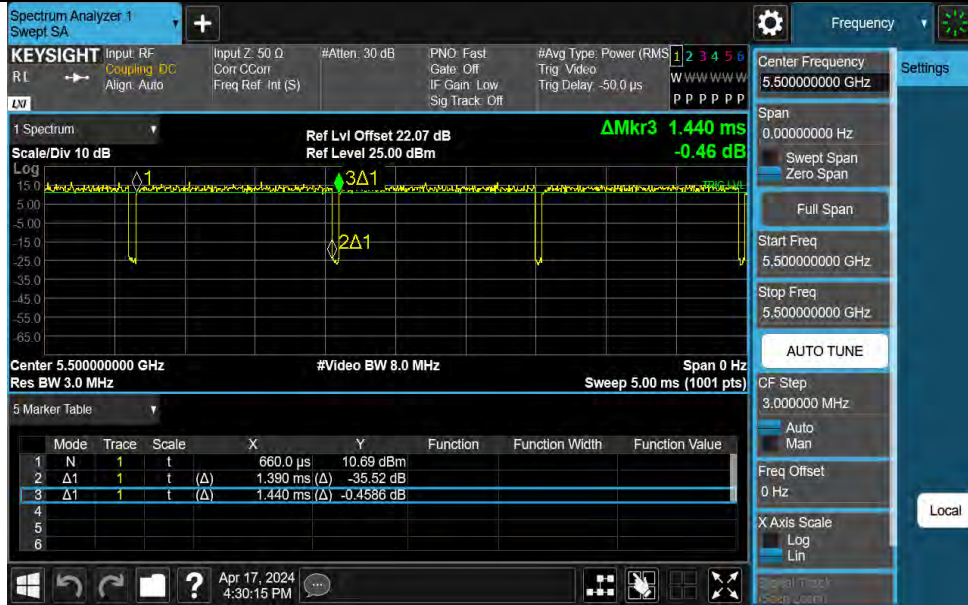 Spectrum Analyzer 1
Swept SA
Frequency
KEYSIGHT
Input: RF
Coupling: DC
Align: Auto
Input Z: 50 Ω
Corr CCorr
Freq Ref: Int (S)
#Atten: 30 dB
PNO: Fast
Gate: Off
IF Gain: Low
Sig Track: Off
#Avg Type: Power (RMS
Trig: Video
Trig Delay: -50.0 µs
1 2 3 4 5 6
W W W W W W
P P P P P P
LXI
Center Frequency
5.500000000 GHz
Settings
Span
0.00000000 Hz
Swept Span
Zero Span
Full Span
Start Freq
5.500000000 GHz
Stop Freq
5.500000000 GHz
AUTO TUNE
CF Step
3.000000 MHz
Auto
Man
Freq Offset
0 Hz
X Axis Scale
Log
Lin
Signal Track
(Span Zoom)
Local
1 Spectrum
Scale/Div 10 dB
Ref Lvl Offset 22.07 dB
Ref Level 25.00 dBm
ΔMkr3 1.440 ms
-0.46 dB
Log
15.0
5.00
-5.00
-15.0
-25.0
-35.0
-45.0
-55.0
-65.0
1
3Δ1
2Δ1
TRIG LVL
Center 5.500000000 GHz
Res BW 3.0 MHz
#Video BW 8.0 MHz
Span 0 Hz
Sweep 5.00 ms (1001 pts)
5 Marker Table
Mode Trace Scale X Y Function Function Width Function Value
1 N 1 t 660.0 µs 10.69 dBm
2 Δ1 1 t (Δ) 1.390 ms (Δ) -35.52 dB
3 Δ1 1 t (Δ) 1.440 ms (Δ) -0.4586 dB
4
5
6
Apr 17, 2024
4:30:15 PM